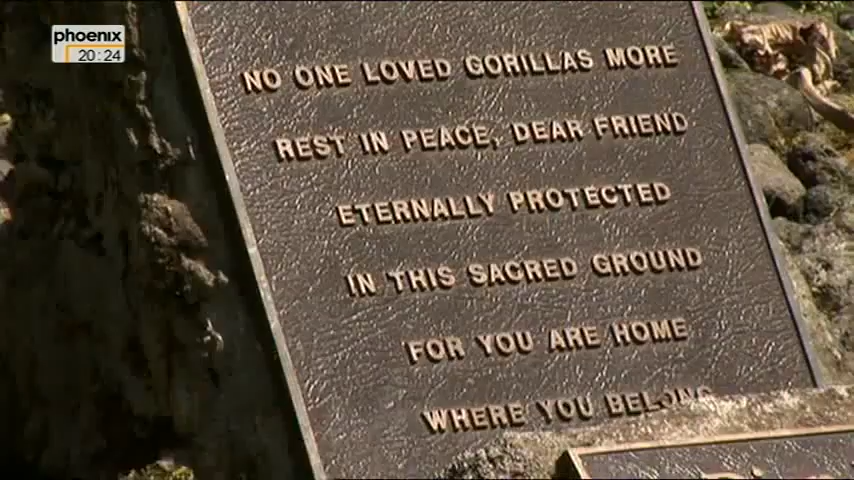 phoenix
20:24
NO ONE LOVED GORILLAS MORE
REST IN PEACE, DEAR FRIEND
ETERNALLY PROTECTED
IN THIS SACRED GROUND
FOR YOU ARE HOME
WHERE YOU BELONG